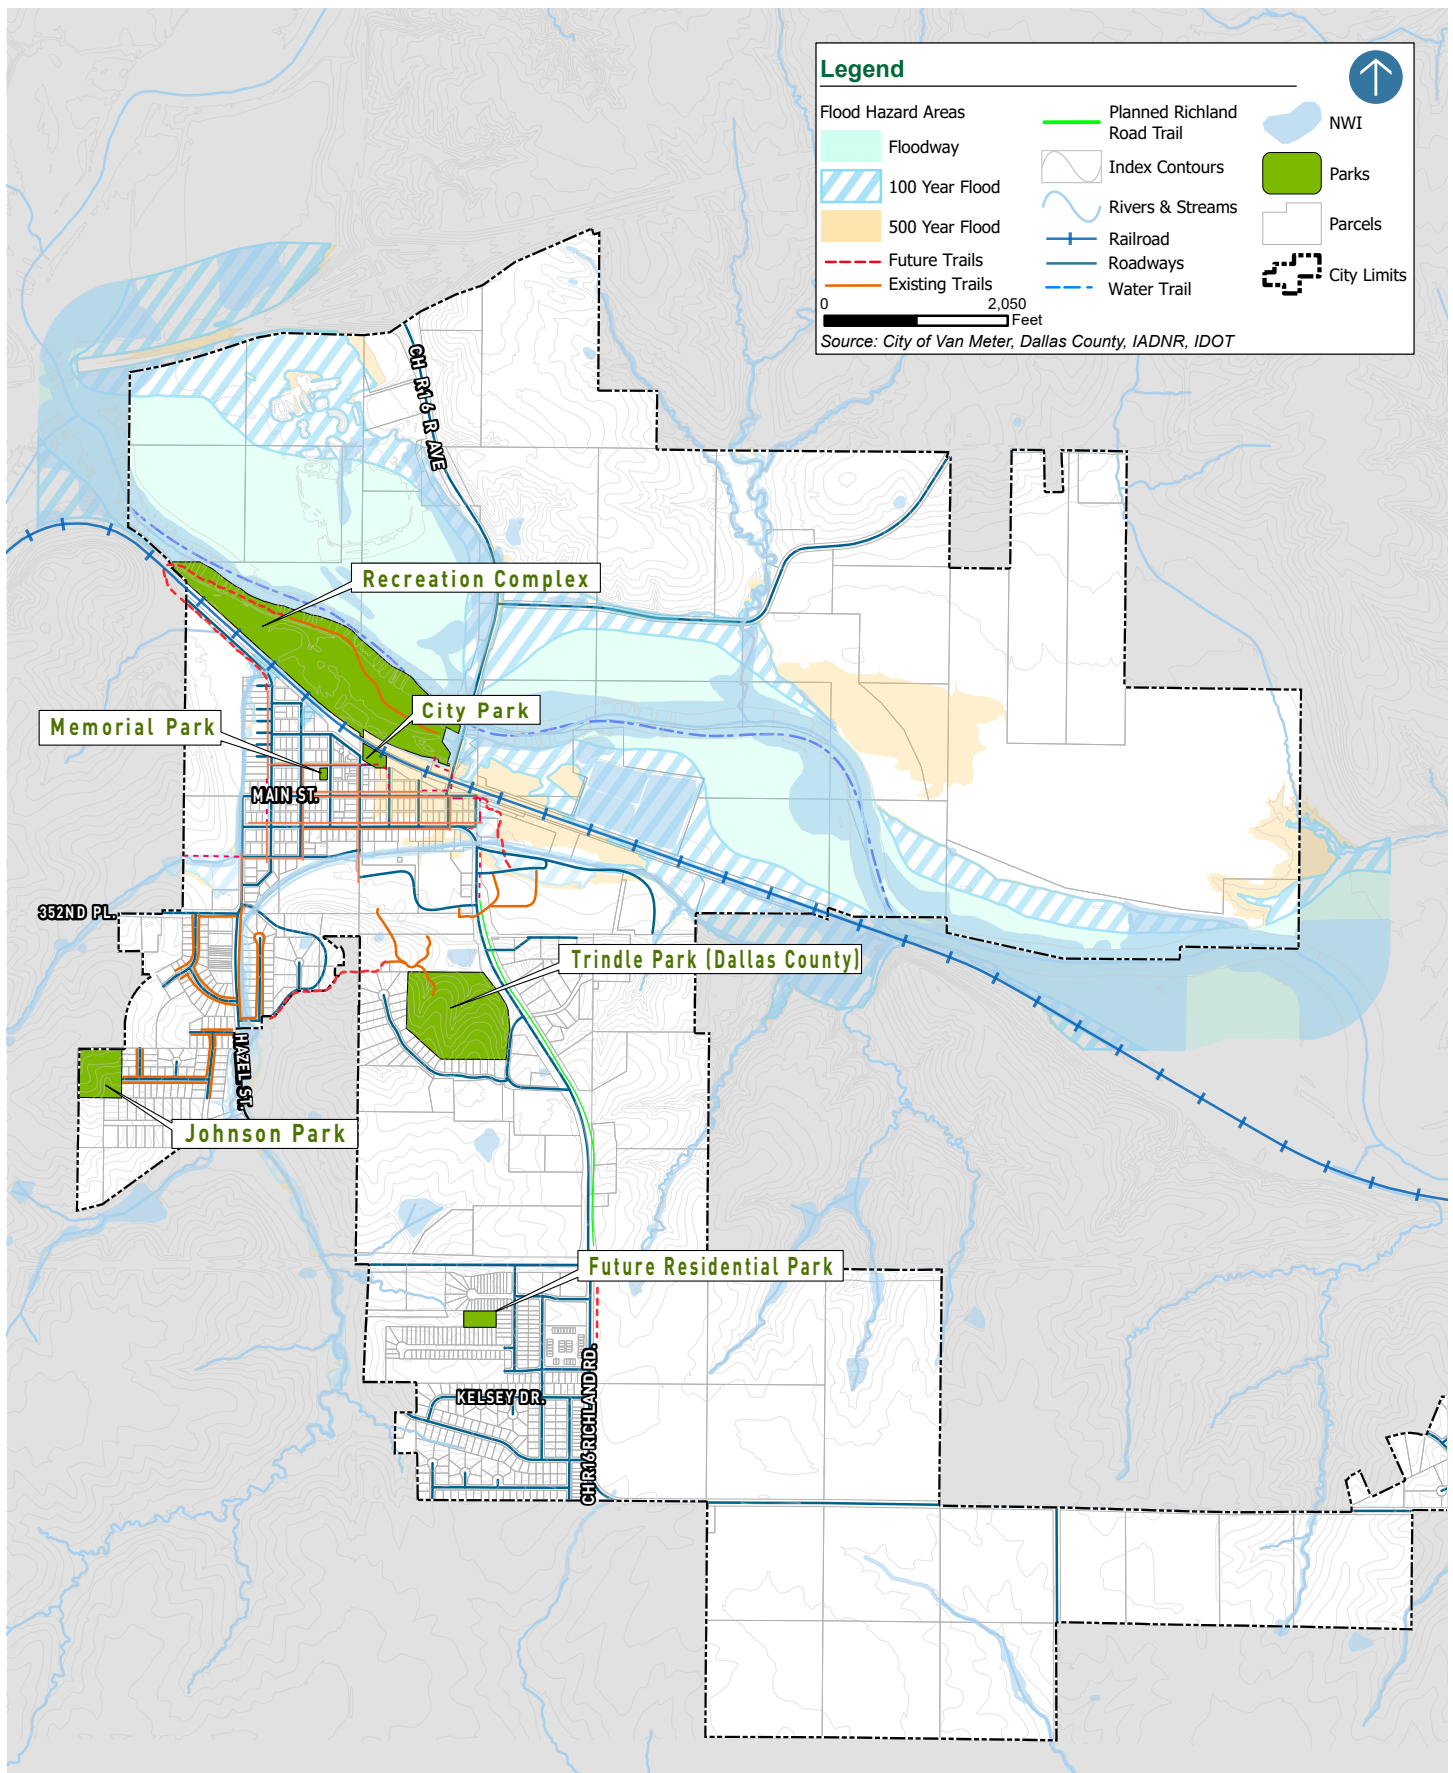 Legend
Flood Hazard Areas
Floodway
100 Year Flood
500 Year Flood
Future Trails
Existing Trails
0 2,050
Feet
Planned Richland
Road Trail
Index Contours
Rivers & Streams
Railroad
Roadways
Water Trail
NWI
Parks
Parcels
City Limits
Source: City of Van Meter, Dallas County, IADNR, IDOT
CH R16 R AVE
Recreation Complex
City Park
Memorial Park
MAIN ST.
352ND PL.
Trindle Park (Dallas County)
HAZEL ST.
Johnson Park
Future Residential Park
KELSEY DR.
CH R16 RICHLAND RD.